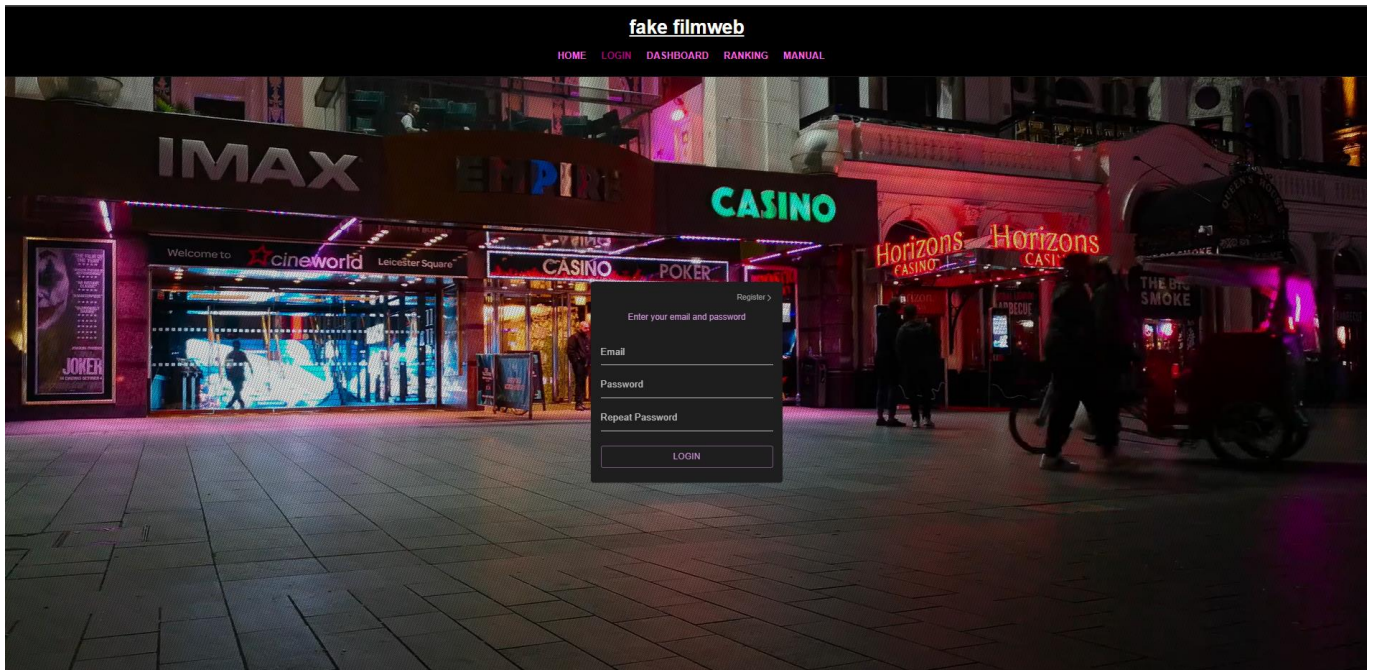 fake filmweb
HOME LOGIN DASHBOARD RANKING MANUAL
IMAX
EMPIRE
CASINO
Welcome to cineworld Leicester Square
CASINO POKER
Horizons Horizons
CASINO
THE BIG
SMOKE
JOKER
Register >
Enter your email and password
Email
Password
Repeat Password
LOGIN